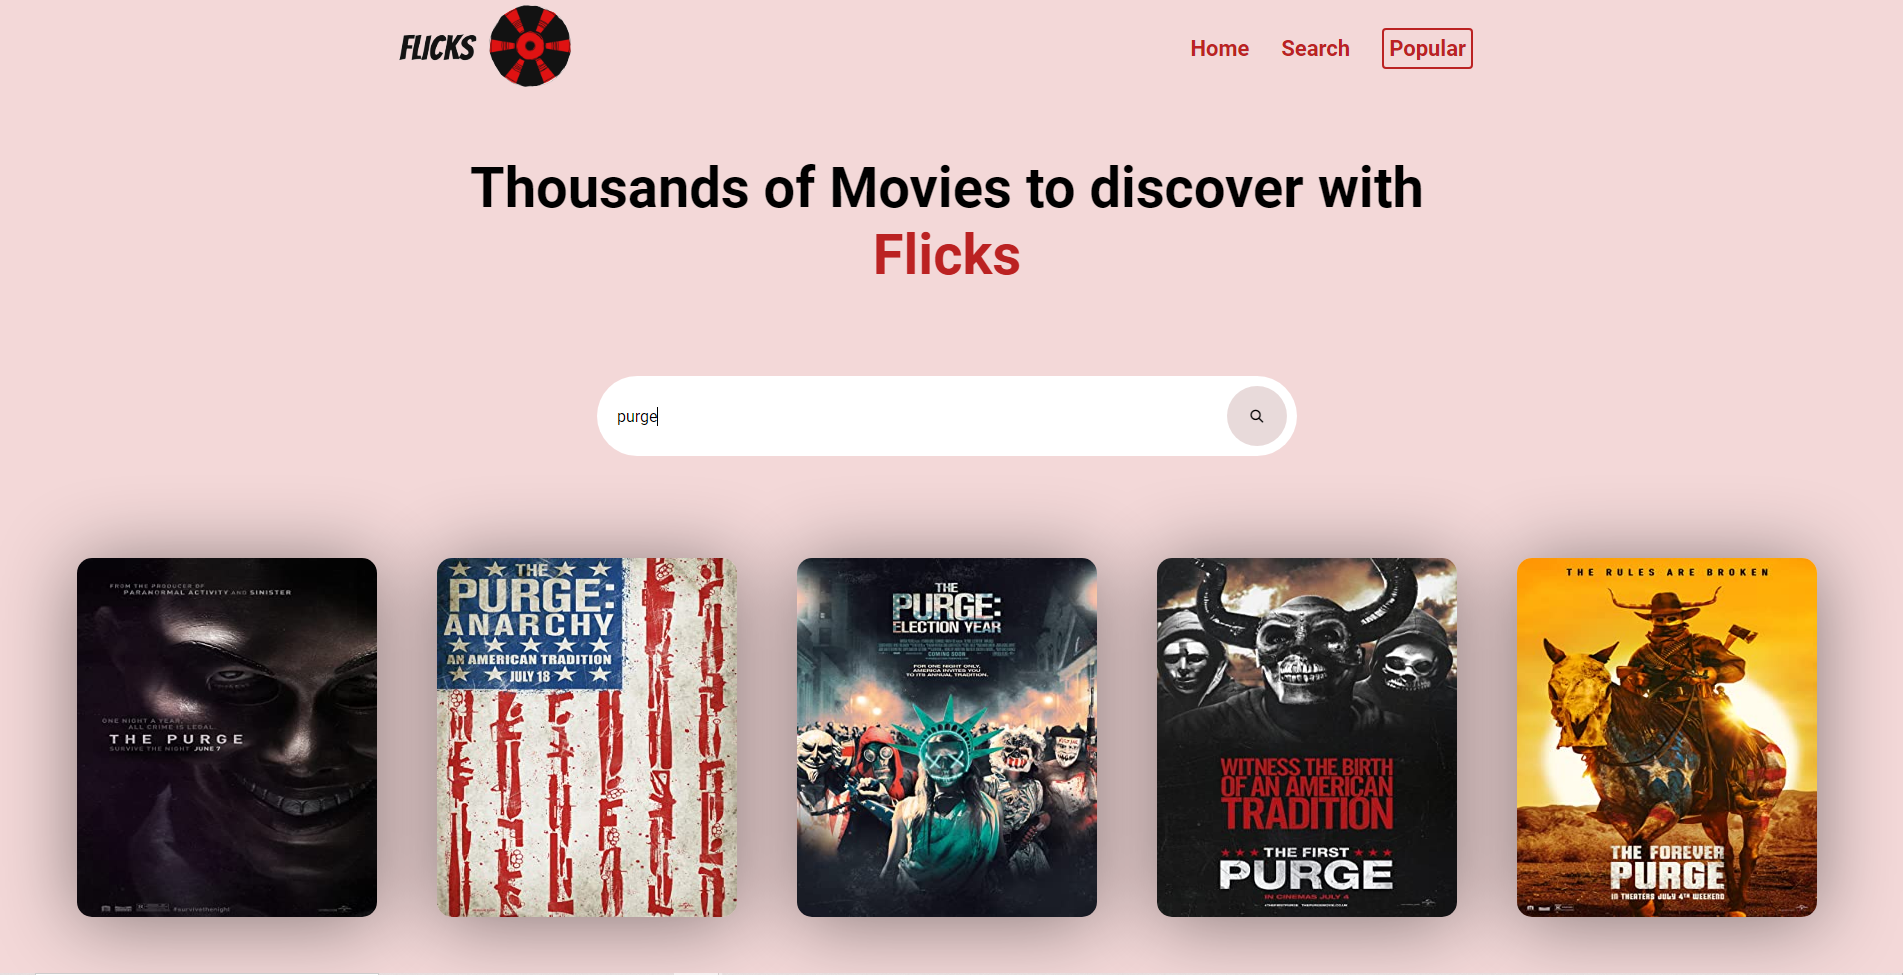 FLICKS
Home
Search
Popular
Thousands of Movies to discover with
Flicks
purge
FROM THE PRODUCER OF
PARANORMAL ACTIVITY AND SINISTER
ONE NIGHT A YEAR,
ALL CRIME IS LEGAL.
THE PURGE
SURVIVE THE NIGHT JUNE 7
#survivethenight
THE
PURGE:
ANARCHY
AN AMERICAN TRADITION
JULY 18
THE
PURGE:
ELECTION YEAR
COMING SOON
FOR ONE NIGHT ONLY,
AMERICA INVITES YOU
TO ITS ANNUAL TRADITION.
WITNESS THE BIRTH
OF AN AMERICAN
TRADITION
THE FIRST
PURGE
IN CINEMAS JULY 4
THE RULES ARE BROKEN
THE FOREVER
PURGE
IN THEATERS JULY 4TH WEEKEND